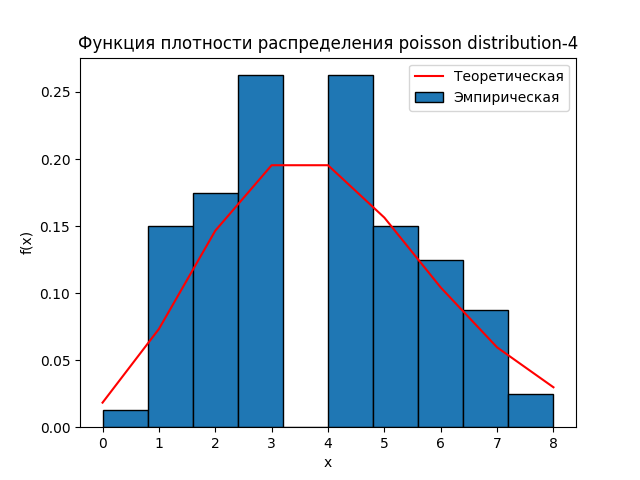 Функция плотности распределения poisson distribution-4
Теоретическая
Эмпирическая
f(x)
0.25
0.20
0.15
0.10
0.05
0.00
0 1 2 3 4 5 6 7 8
x